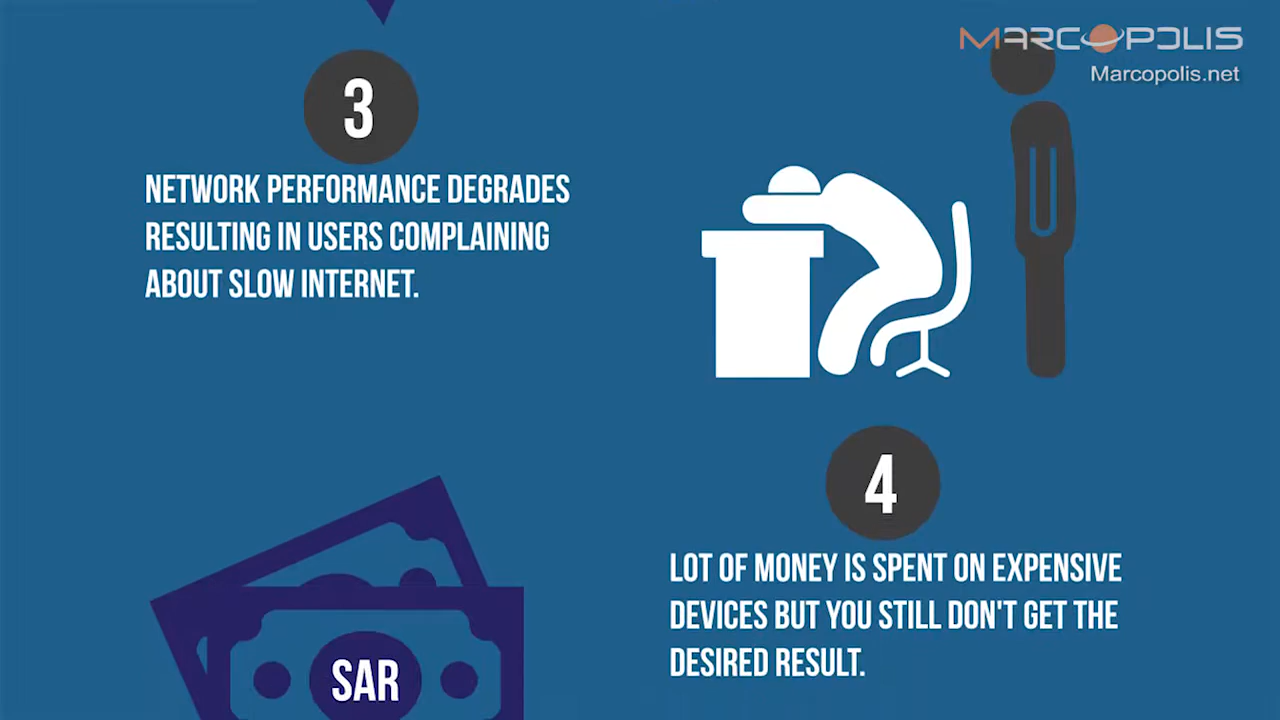 MARCOPOLIS
Marcopolis.net
3
NETWORK PERFORMANCE DEGRADES
RESULTING IN USERS COMPLAINING
ABOUT SLOW INTERNET.
4
LOT OF MONEY IS SPENT ON EXPENSIVE
DEVICES BUT YOU STILL DON'T GET THE
DESIRED RESULT.
SAR